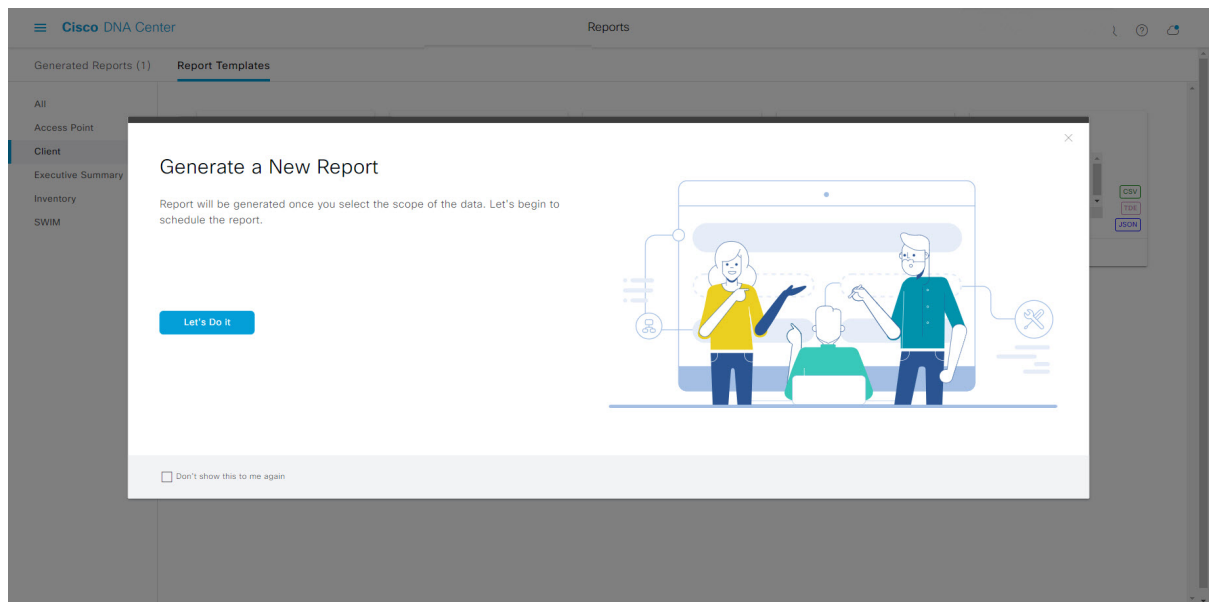 Cisco DNA Center
Reports
Generated Reports (1)
Report Templates
All
Access Point
Client
Executive Summary
Inventory
SWIM
Generate a New Report
Report will be generated once you select the scope of the data. Let's begin to
schedule the report.
Let's Do it
CSV
TDE
JSON
Don't show this to me again